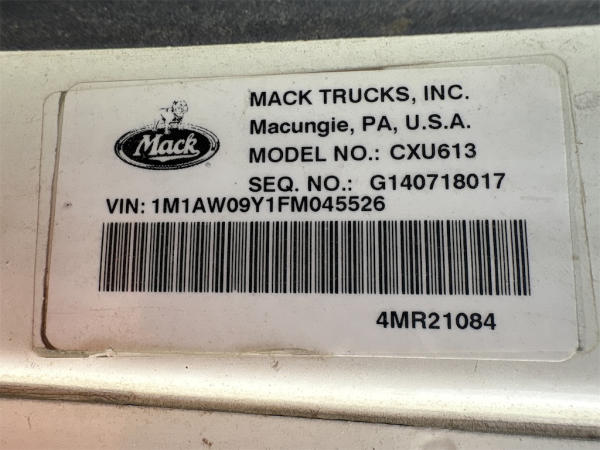 Mack
MACK TRUCKS, INC.
Macungie, PA, U.S.A.
MODEL NO.: CXU613
SEQ. NO.: G140718017
VIN: 1M1AW09Y1FM045526
4MR21084